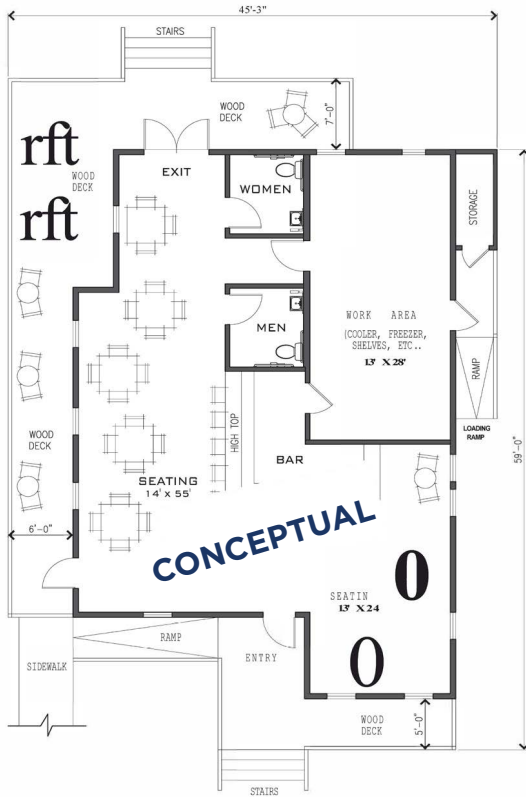 45'-3"
STAIRS
WOOD
DECK
7'-0"
rft
WOOD
DECK
rft
EXIT
WOMEN
STORAGE
WORK AREA
(COOLER, FREEZER,
SHELVES, ETC..
13' X 28'
MEN
RAMP
LOADING
RAMP
HIGH TOP
BAR
WOOD
DECK
SEATING
14' x 55'
59'-0"
6'-0"
CONCEPTUAL
0
SEATIN
13' X 24
0
RAMP
SIDEWALK
ENTRY
WOOD
DECK
5'-0"
STAIRS